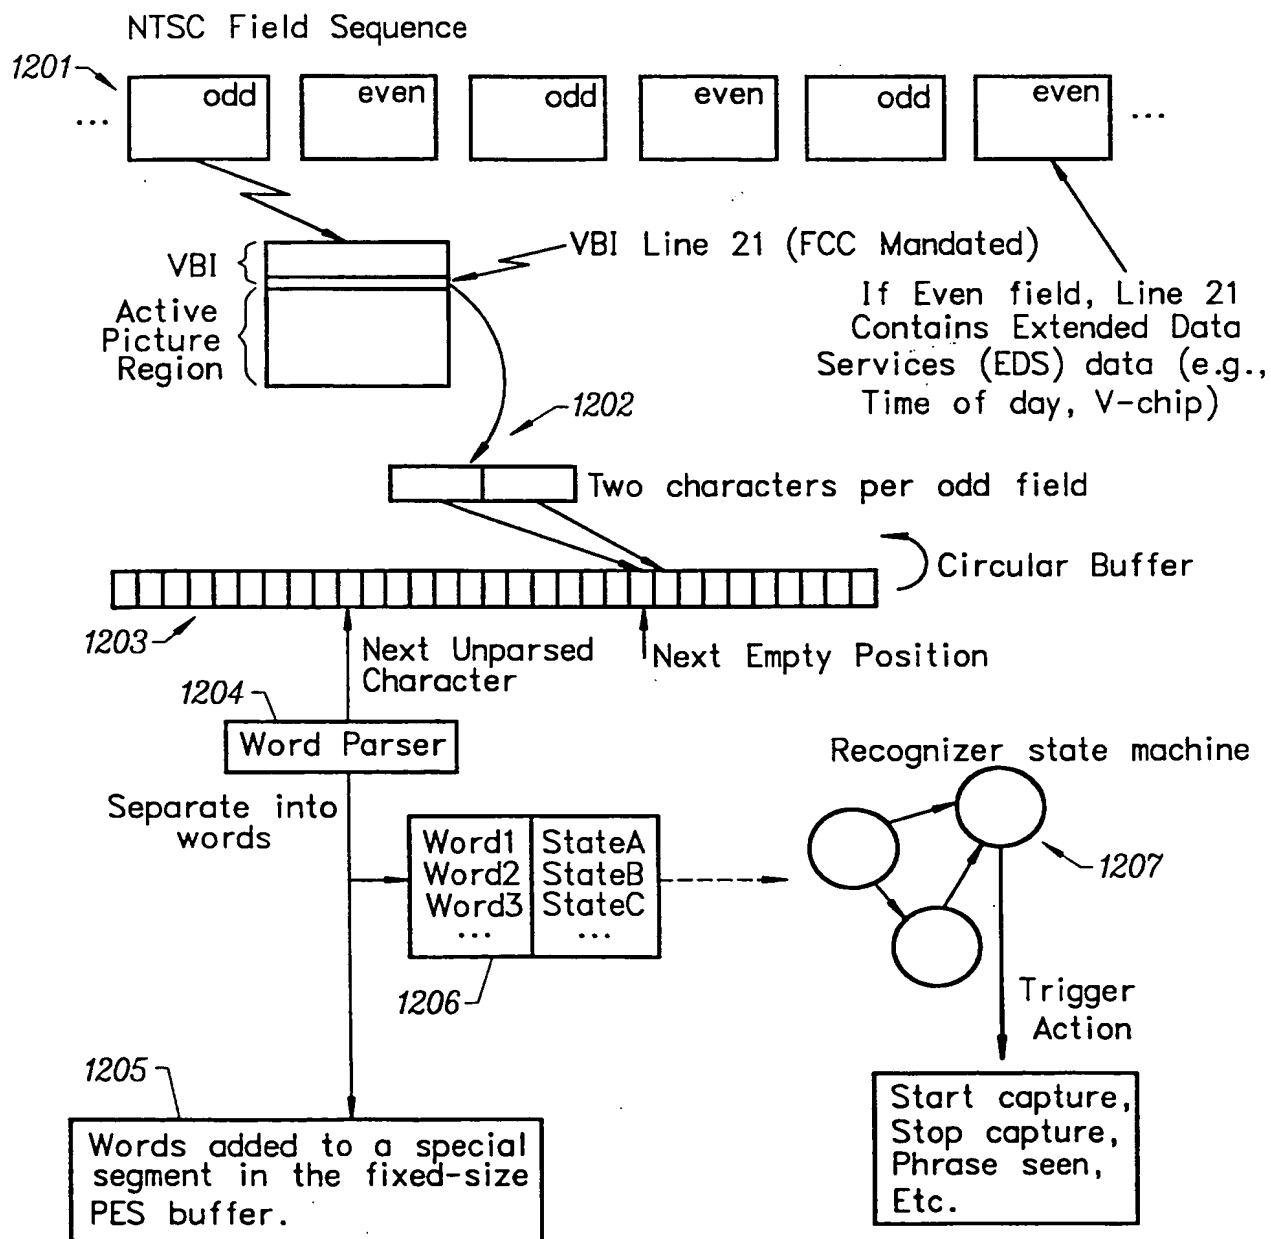 NTSC Field Sequence
1201
... odd even odd even odd even ...
VBI Line 21 (FCC Mandated)
VBI
Active
Picture
Region
If Even field, Line 21
Contains Extended Data
Services (EDS) data (e.g.,
Time of day, V-chip)
1202
Two characters per odd field
Circular Buffer
1203
Next Unparsed
Character
Next Empty Position
1204
Word Parser
Recognizer state machine
Separate into
words
Word1 StateA
Word2 StateB
Word3 StateC
... ...
1206
1207
Trigger
Action
1205
Words added to a special
segment in the fixed-size
PES buffer.
Start capture,
Stop capture,
Phrase seen,
Etc.